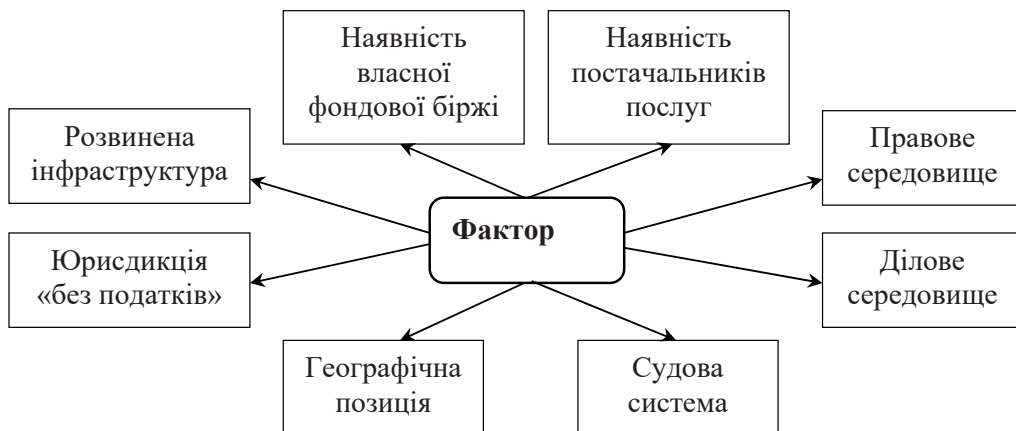 Наявність
власної
фондової біржі
Наявність
постачальників
послуг
Розвинена
інфраструктура
Правове
середовище
Фактор
Юрисдикція
«без податків»
Ділове
середовище
Географічна
позиція
Судова
система